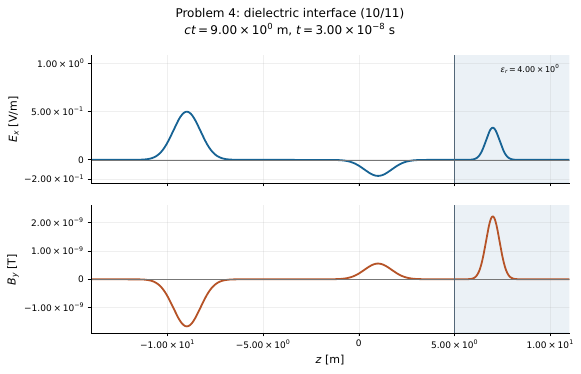 Problem 4: dielectric interface (10/11)
ct = 9.00 × 10⁰ m, t = 3.00 × 10⁻⁸ s
1.00 × 10⁰
5.00 × 10⁻¹
0
−2.00 × 10⁻¹
Eₓ [V/m]
εᵣ = 4.00 × 10⁰
2.00 × 10⁻⁹
1.00 × 10⁻⁹
0
−1.00 × 10⁻⁹
B_y [T]
−1.00 × 10¹
−5.00 × 10⁰
0
5.00 × 10⁰
1.00 × 10¹
z [m]